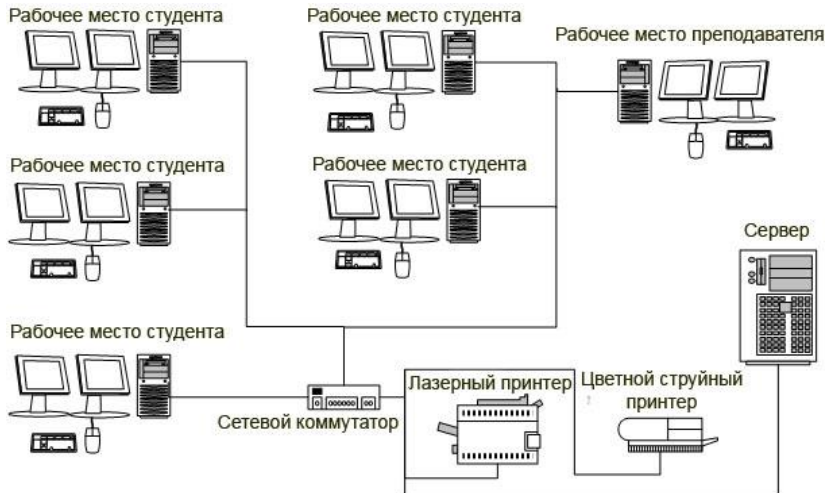 Рабочее место студента
Рабочее место студента
Рабочее место преподавателя
Рабочее место студента
Рабочее место студента
Сервер
Рабочее место студента
Лазерный принтер
Цветной струйный
принтер
Сетевой коммутатор